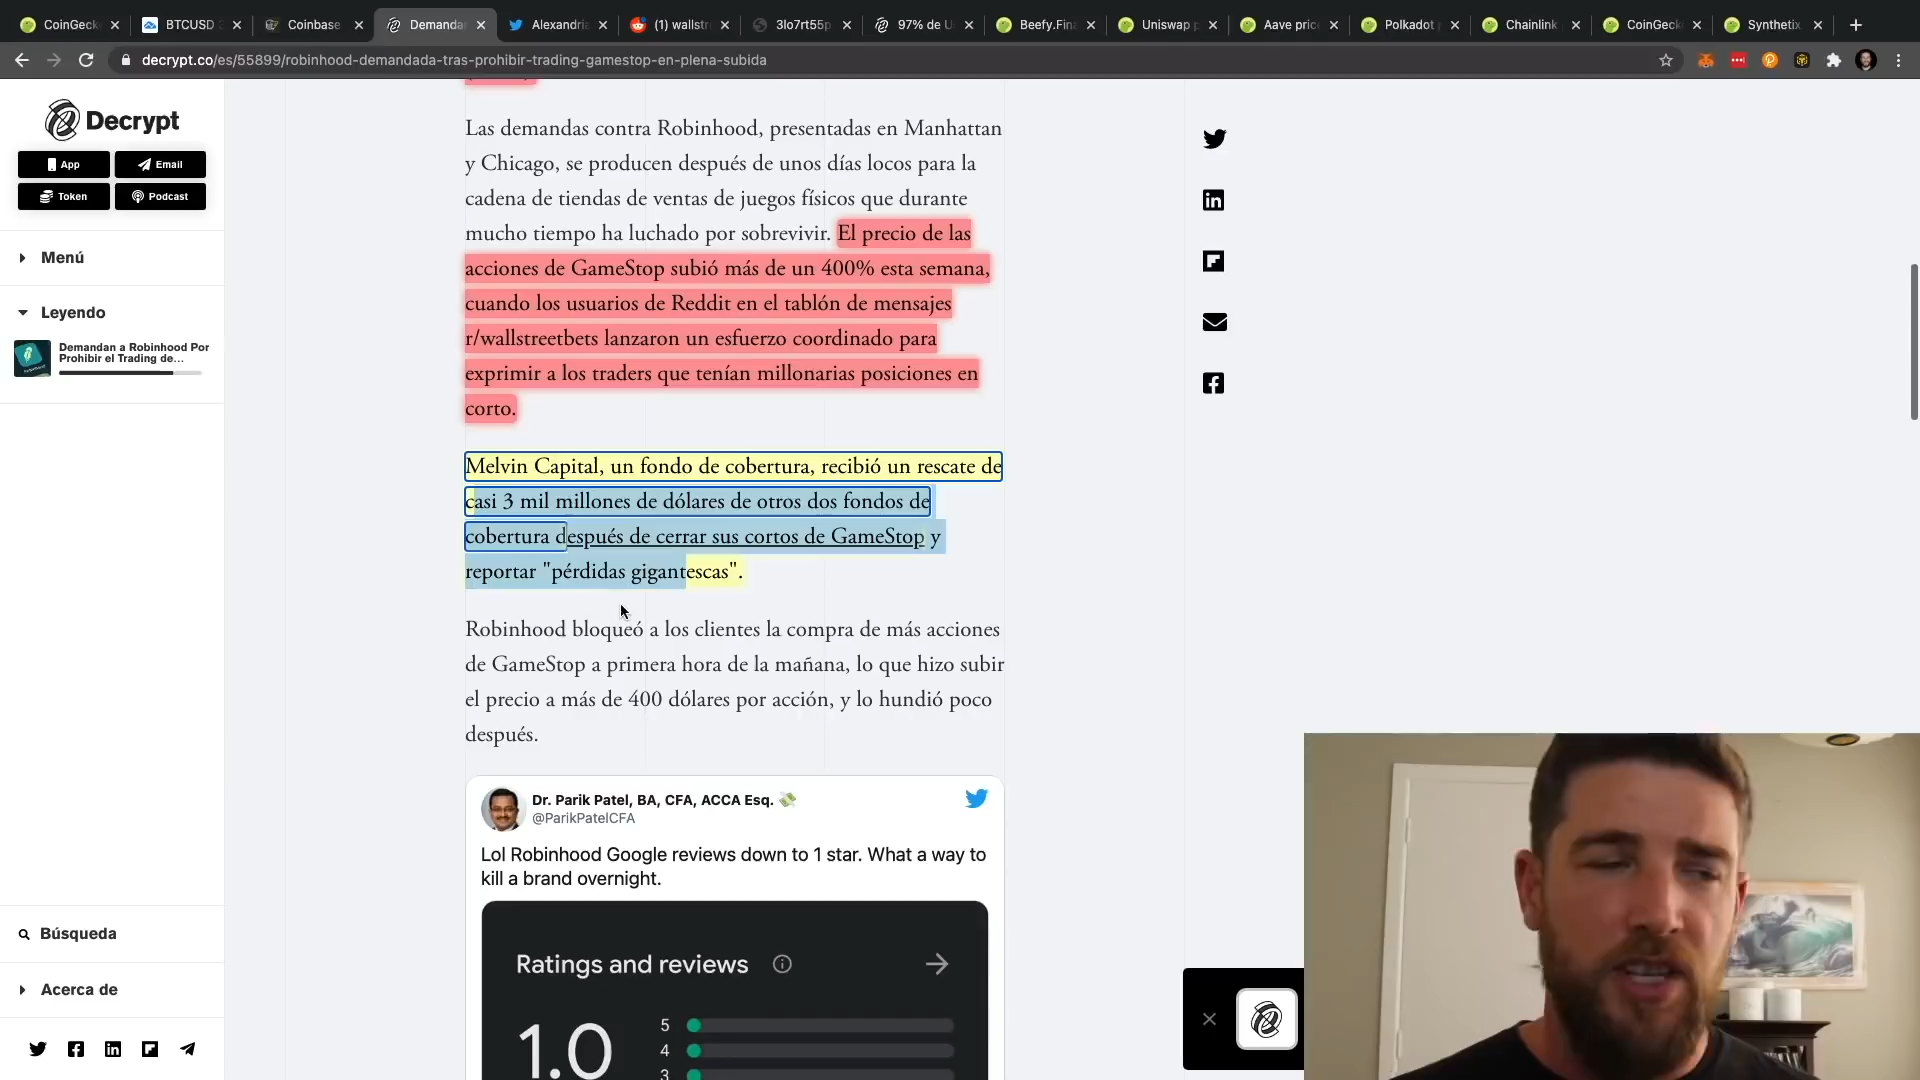 CoinGeck
BTCUSD
Coinbase
Demanda
Alexandri
(1) wallstr
3lo7rt55p
97% de U
Beefy.Fin
Uniswap p
Aave pric
Polkadot
Chainlink
CoinGeck
Synthetix
decrypt.co/es/55899/robinhood-demandada-tras-prohibir-trading-gamestop-en-plena-subida
Decrypt
App
Email
Token
Podcast
Menú
Leyendo
Demandan a Robinhood Por
Prohibir el Trading de...
Las demandas contra Robinhood, presentadas en Manhattan
y Chicago, se producen después de unos días locos para la
cadena de tiendas de ventas de juegos físicos que durante
mucho tiempo ha luchado por sobrevivir. El precio de las
acciones de GameStop subió más de un 400% esta semana,
cuando los usuarios de Reddit en el tablón de mensajes
r/wallstreetbets lanzaron un esfuerzo coordinado para
exprimir a los traders que tenían millonarias posiciones en
corto.
Melvin Capital, un fondo de cobertura, recibió un rescate de
casi 3 mil millones de dólares de otros dos fondos de
cobertura después de cerrar sus cortos de GameStop y
reportar "pérdidas gigantescas".
Robinhood bloqueó a los clientes la compra de más acciones
de GameStop a primera hora de la mañana, lo que hizo subir
el precio a más de 400 dólares por acción, y lo hundió poco
después.
Dr. Parik Patel, BA, CFA, ACCA Esq.
@ParikPatelCFA
Lol Robinhood Google reviews down to 1 star. What a way to
kill a brand overnight.
Ratings and reviews
1.0
5
4
3
Búsqueda
Acerca de